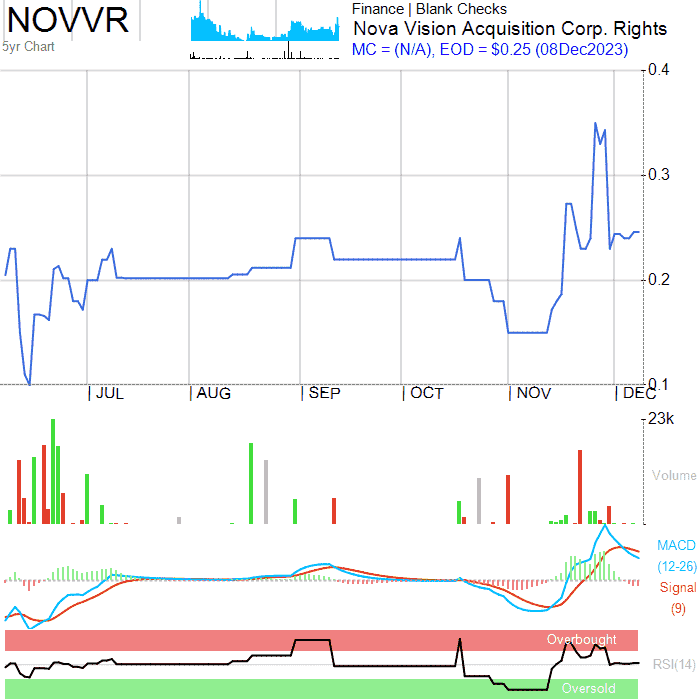 NOVVR
5yr Chart
Finance | Blank Checks
Nova Vision Acquisition Corp. Rights
MC = (N/A), EOD = $0.25 (08Dec2023)
0.4
0.3
0.2
0.1
JUL
AUG
SEP
OCT
NOV
DEC
23k
Volume
MACD
(12-26)
Signal
(9)
Overbought
RSI(14)
Oversold